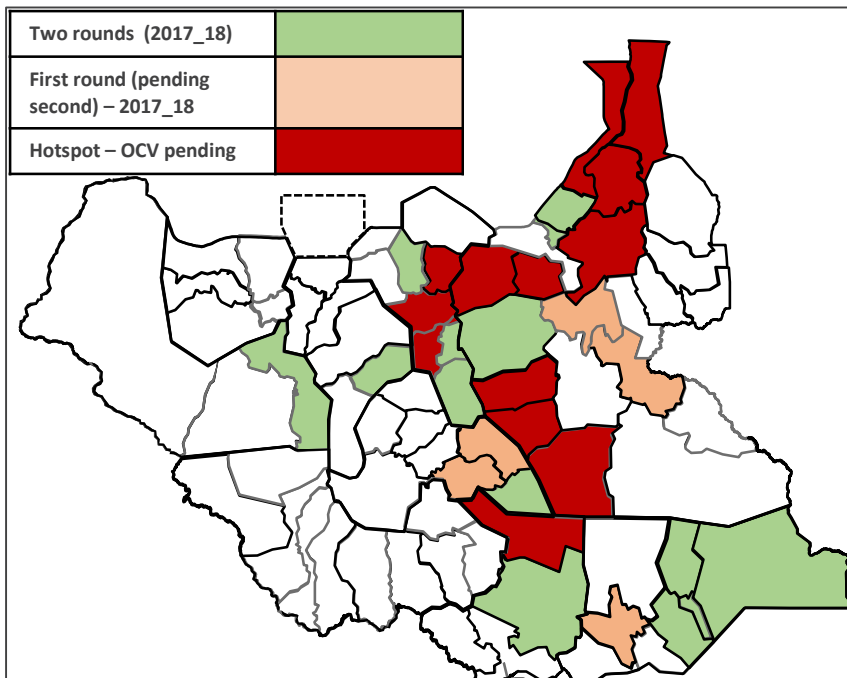 Two rounds  (2017_18)
First round (pending
second) – 2017_18
Hotspot – OCV pending